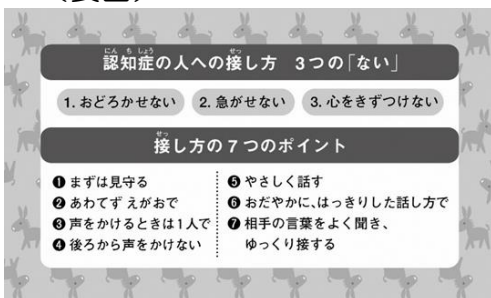 認知症の人への接し方 3つの「ない」
1. おどろかせない 2. 急がせない 3. 心をきずつけない
接し方の7つのポイント
❶ まずは見守る
❷ あわてず えがおで
❸ 声をかけるときは1人で
❹ 後ろから声をかけない
❺ やさしく話す
❻ おだやかに、はっきりした話し方で
❼ 相手の言葉をよく聞き、
ゆっくり接する